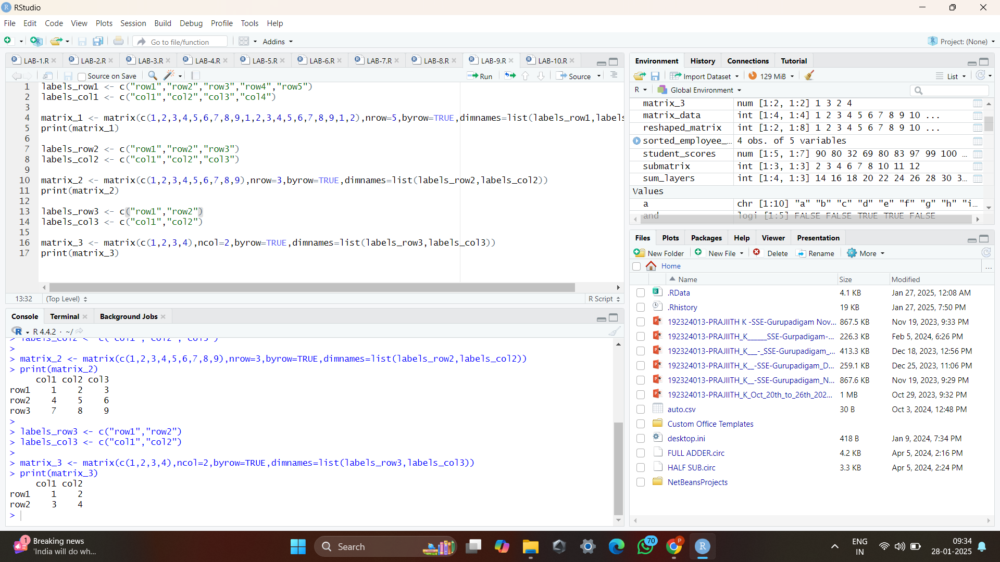 RStudio
File Edit Code View Plots Session Build Debug Profile Tools Help
Go to file/function Addins Project: (None)
LAB-1.R LAB-2.R LAB-3.R LAB-4.R LAB-5.R LAB-6.R LAB-7.R LAB-8.R LAB-9.R LAB-10.R
Source on Save Run Source
1 labels_row1 <- c("row1","row2","row3","row4","row5")
2 labels_col1 <- c("col1","col2","col3","col4")
3
4 matrix_1 <- matrix(c(1,2,3,4,5,6,7,8,9,1,2,3,4,5,6,7,8,9,1,2),nrow=5,byrow=TRUE,dimnames=list(labels_row1,labels
5 print(matrix_1)
6
7 labels_row2 <- c("row1","row2","row3")
8 labels_col2 <- c("col1","col2","col3")
9
10 matrix_2 <- matrix(c(1,2,3,4,5,6,7,8,9),nrow=3,byrow=TRUE,dimnames=list(labels_row2,labels_col2))
11 print(matrix_2)
12
13 labels_row3 <- c("row1","row2")
14 labels_col3 <- c("col1","col2")
15
16 matrix_3 <- matrix(c(1,2,3,4),ncol=2,byrow=TRUE,dimnames=list(labels_row3,labels_col3))
17 print(matrix_3)
13:32 (Top Level) R Script
Console Terminal Background Jobs
R 4.4.2 · ~/
> labels_col2 <- c("col1","col2","col3")
>
> matrix_2 <- matrix(c(1,2,3,4,5,6,7,8,9),nrow=3,byrow=TRUE,dimnames=list(labels_row2,labels_col2))
> print(matrix_2)
col1 col2 col3
row1 1 2 3
row2 4 5 6
row3 7 8 9
>
> labels_row3 <- c("row1","row2")
> labels_col3 <- c("col1","col2")
>
> matrix_3 <- matrix(c(1,2,3,4),ncol=2,byrow=TRUE,dimnames=list(labels_row3,labels_col3))
> print(matrix_3)
col1 col2
row1 1 2
row2 3 4
>
Environment History Connections Tutorial
Import Dataset 129 MiB List
R Global Environment
matrix_3 num [1:2, 1:2] 1 3 2 4
matrix_data int [1:4, 1:4] 1 2 3 4 5 6 7 8 9 10 ...
reshaped_matrix int [1:2, 1:8] 1 2 3 4 5 6 7 8 9 10 ...
sorted_employee_... 4 obs. of 5 variables
student_scores num [1:5, 1:7] 90 80 32 69 80 83 97 99 100 ...
submatrix int [1:3, 1:3] 2 3 4 6 7 8 10 11 12
sum_layers int [1:4, 1:3] 14 16 18 20 22 24 26 28 30 3...
Values
a chr [1:10] "a" "b" "c" "d" "e" "f" "g" "h" "i...
and logi [1:5] FALSE FALSE TRUE TRUE FALSE
Files Plots Packages Help Viewer Presentation
New Folder New File Delete Rename More
Home ...
Name Size Modified
.RData 4.1 KB Jan 27, 2025, 12:08 AM
.Rhistory 19 KB Jan 27, 2025, 7:50 PM
192324013-PRAJIITH K -SSE-Gurupadigam Nov... 867.5 KB Nov 19, 2023, 9:33 PM
192324013-PRAJIITH_K______SSE-Gurpadigam-... 226.3 KB Feb 5, 2024, 6:26 PM
192324013-PRAJIITH_K___-_SSE-Gurupadigam_... 413.3 KB Dec 18, 2023, 12:56 PM
192324013-PRAJIITH_K__-SSE-Gurupadigam_D... 259.1 KB Dec 25, 2023, 11:06 PM
192324013-PRAJIITH_K__-SSE-Gurupadigam_N... 867.6 KB Nov 19, 2023, 9:29 PM
192324013-PRAJIITH_K_Oct_20th_to_26th_202... 1 MB Oct 29, 2023, 9:32 PM
auto.csv 30 B Oct 3, 2024, 12:48 PM
Custom Office Templates
desktop.ini 418 B Jan 9, 2024, 7:34 PM
FULL ADDER.circ 4.2 KB Apr 5, 2024, 2:16 PM
HALF SUB.circ 3.3 KB Apr 5, 2024, 2:24 PM
NetBeansProjects
1 Breaking news
'India will do wh...
Search
70
P
ENG
IN
09:34
28-01-2025